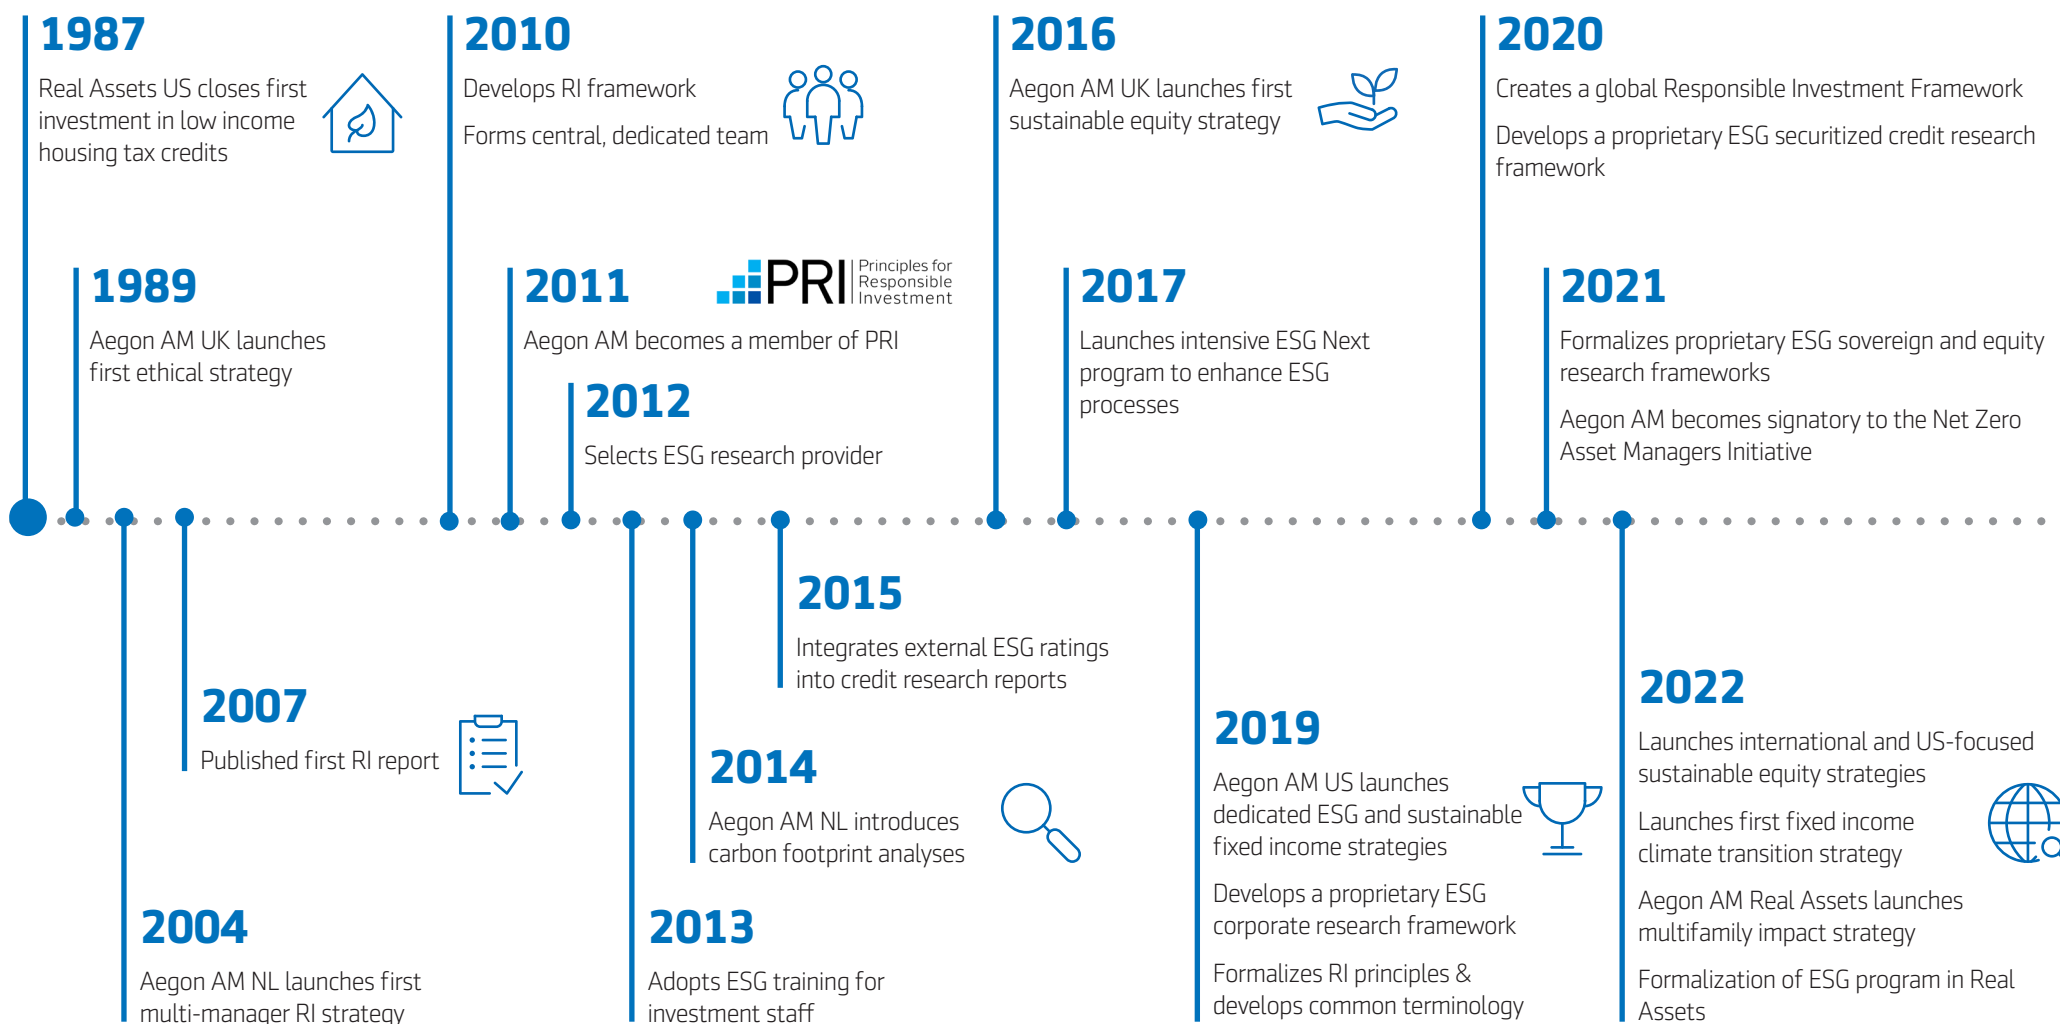 1987
Real Assets US closes first
investment in low income
housing tax credits
1989
Aegon AM UK launches
first ethical strategy
2004
Aegon AM NL launches first
multi-manager RI strategy
2007
Published first RI report
2010
Develops RI framework
Forms central, dedicated team
2011
PRI
Principles for
Responsible
Investment
Aegon AM becomes a member of PRI
2012
Selects ESG research provider
2013
Adopts ESG training for
investment staff
2014
Aegon AM NL introduces
carbon footprint analyses
2015
Integrates external ESG ratings
into credit research reports
2016
Aegon AM UK launches first
sustainable equity strategy
2017
Launches intensive ESG Next
program to enhance ESG
processes
2019
Aegon AM US launches
dedicated ESG and sustainable
fixed income strategies
Develops a proprietary ESG
corporate research framework
Formalizes RI principles &
develops common terminology
2020
Creates a global Responsible Investment Framework
Develops a proprietary ESG securitized credit research
framework
2021
Formalizes proprietary ESG sovereign and equity
research frameworks
Aegon AM becomes signatory to the Net Zero
Asset Managers Initiative
2022
Launches international and US-focused
sustainable equity strategies
Launches first fixed income
climate transition strategy
Aegon AM Real Assets launches
multifamily impact strategy
Formalization of ESG program in Real
Assets